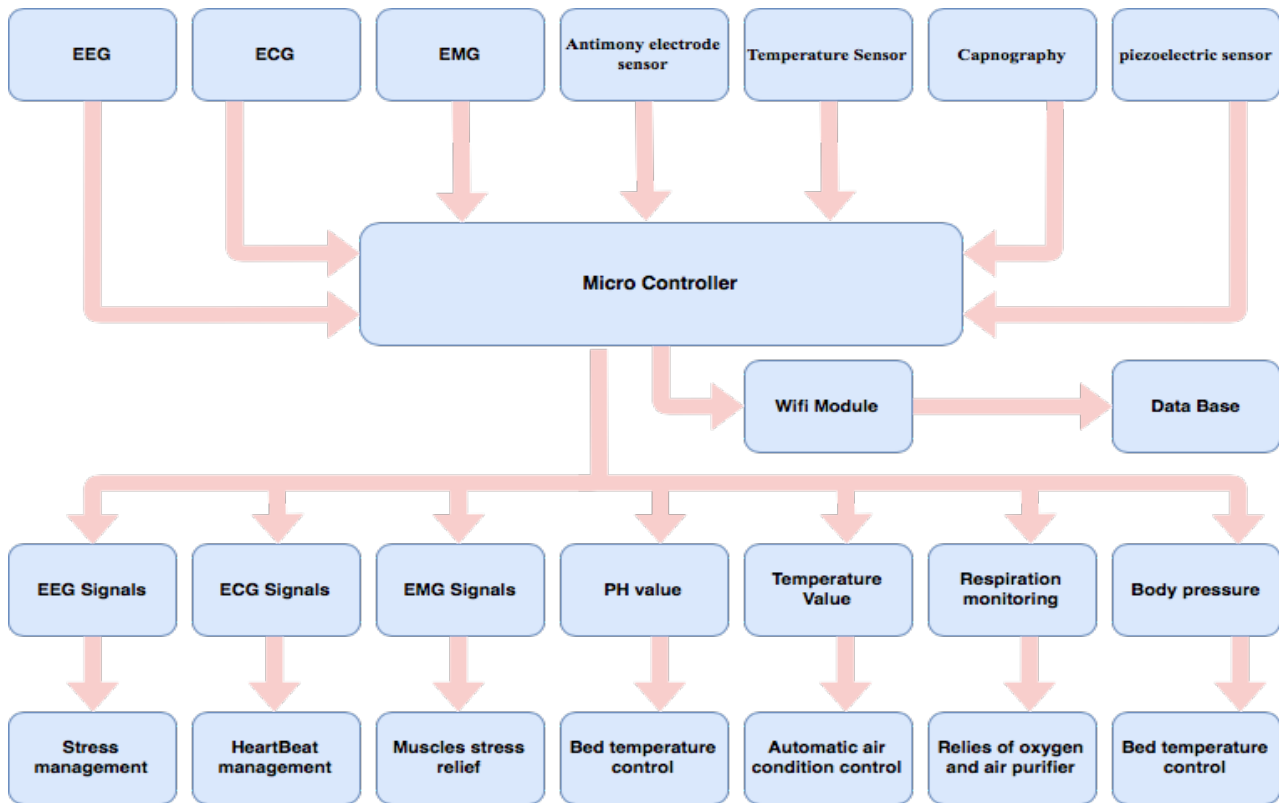 EEG
ECG
EMG
Antimony electrode
sensor
Temperature Sensor
Capnography
piezoelectric sensor
Micro Controller
Wifi Module
Data Base
EEG Signals
ECG Signals
EMG Signals
PH value
Temperature
Value
Respiration
monitoring
Body pressure
Stress
management
HeartBeat
management
Muscles stress
relief
Bed temperature
control
Automatic air
condition control
Relies of oxygen
and air purifier
Bed temperature
control